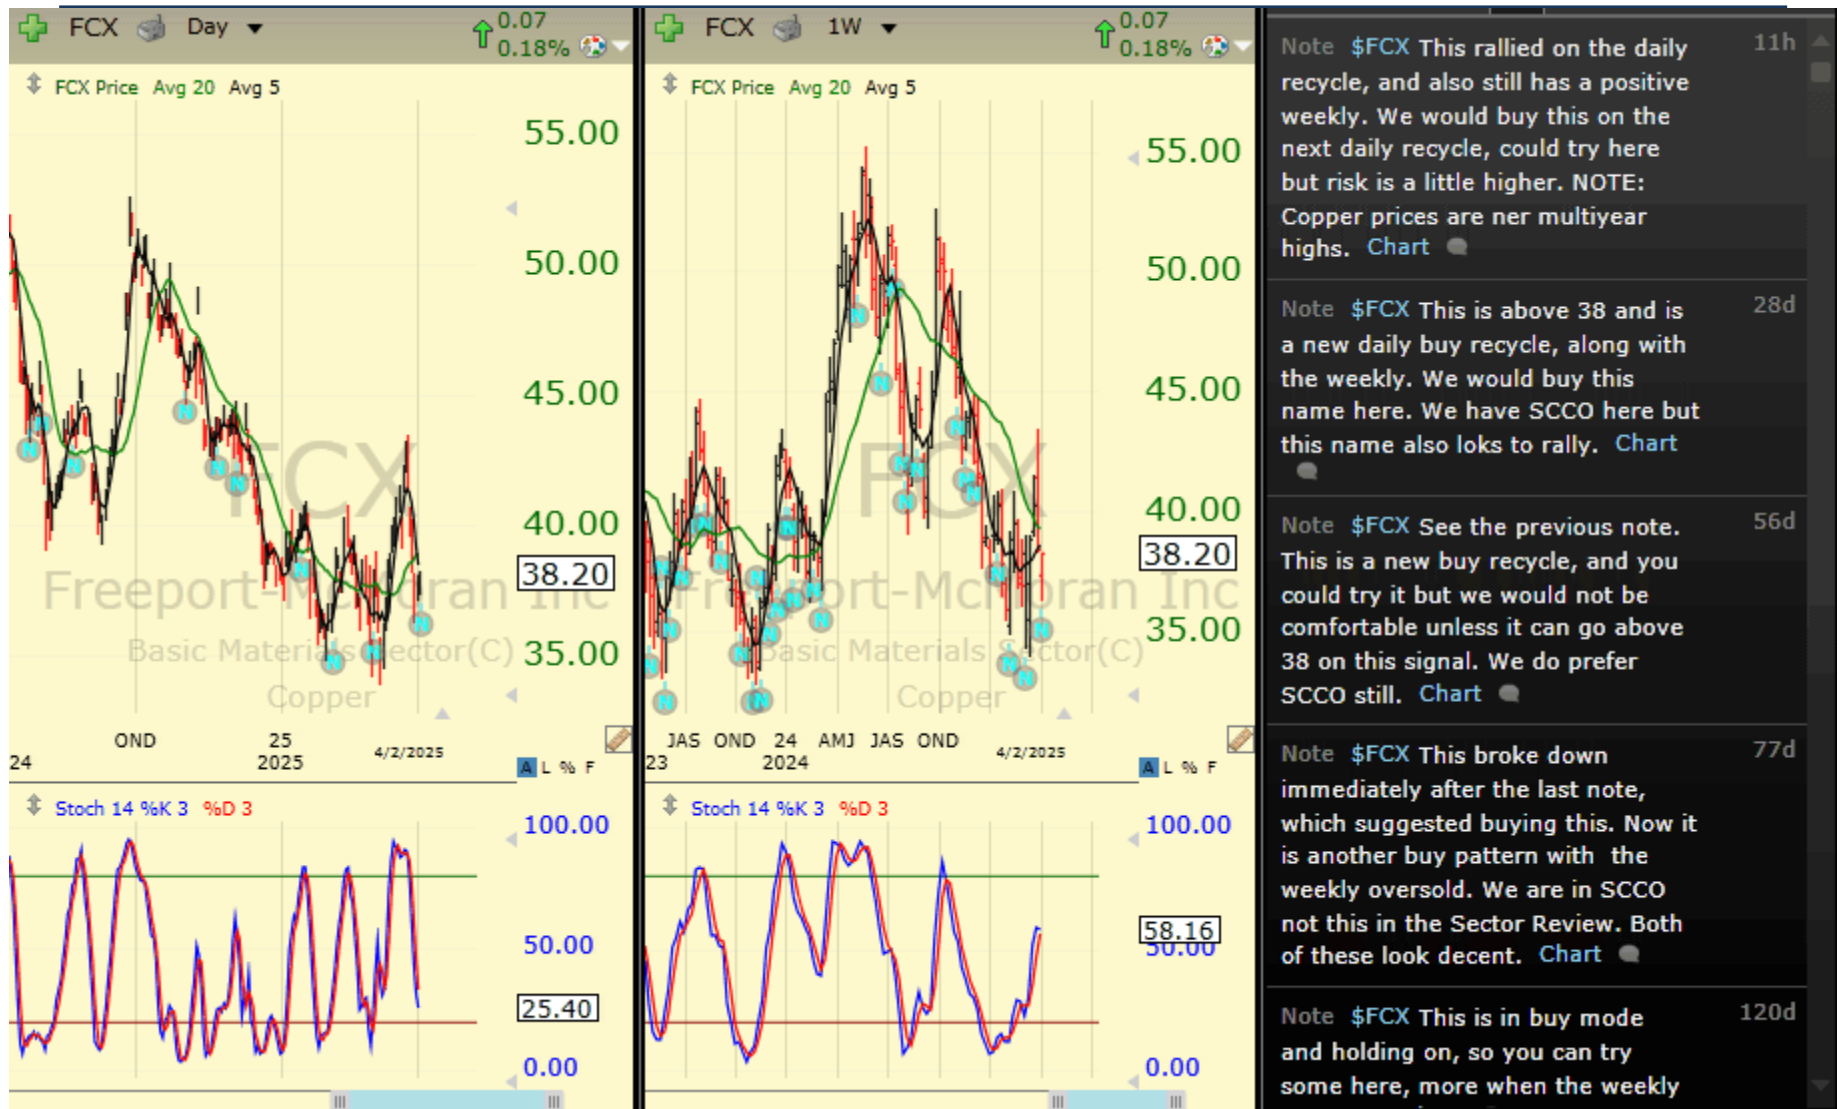 FCX Day 0.07
0.18%
FCX Price Avg 20 Avg 5
55.00
50.00
45.00
40.00
38.20
35.00
FCX
Freeport-McMoran Inc
Basic Materials Sector(C)
Copper
OND 25
24 2025 4/2/2025
A L % F
Stoch 14 %K 3 %D 3
100.00
50.00
25.40
0.00
FCX 1W 0.07
0.18%
FCX Price Avg 20 Avg 5
55.00
50.00
45.00
40.00
38.20
35.00
FCX
Freeport-McMoran Inc
Basic Materials Sector(C)
Copper
JAS OND 24 AMJ JAS OND
23 2024 4/2/2025
A L % F
Stoch 14 %K 3 %D 3
100.00
58.16
50.00
0.00
Note $FCX This rallied on the daily 11h
recycle, and also still has a positive
weekly. We would buy this on the
next daily recycle, could try here
but risk is a little higher. NOTE:
Copper prices are ner multiyear
highs. Chart
Note $FCX This is above 38 and is 28d
a new daily buy recycle, along with
the weekly. We would buy this
name here. We have SCCO here but
this name also loks to rally. Chart
Note $FCX See the previous note. 56d
This is a new buy recycle, and you
could try it but we would not be
comfortable unless it can go above
38 on this signal. We do prefer
SCCO still. Chart
Note $FCX This broke down 77d
immediately after the last note,
which suggested buying this. Now it
is another buy pattern with the
weekly oversold. We are in SCCO
not this in the Sector Review. Both
of these look decent. Chart
Note $FCX This is in buy mode 120d
and holding on, so you can try
some here, more when the weekly